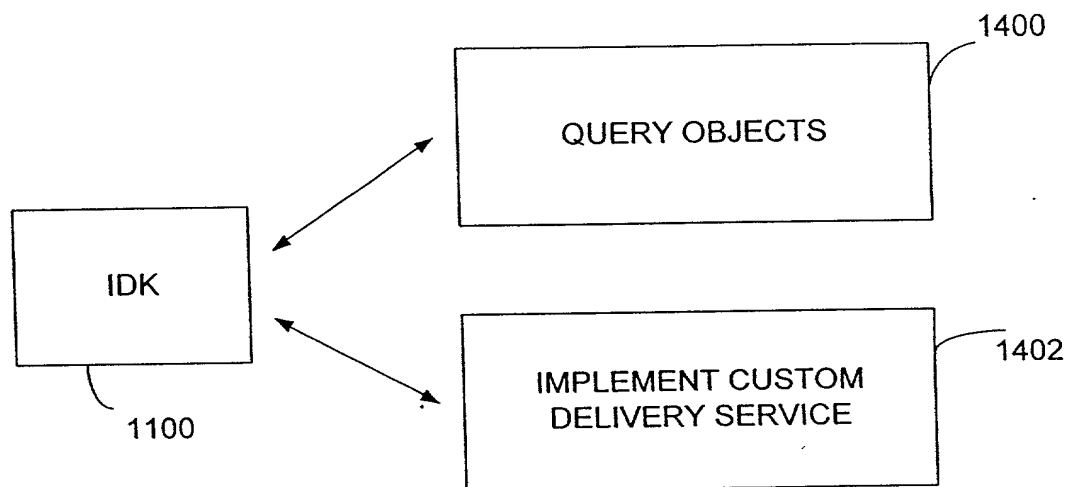 1400
QUERY OBJECTS
IDK
1100
1402
IMPLEMENT CUSTOM
DELIVERY SERVICE